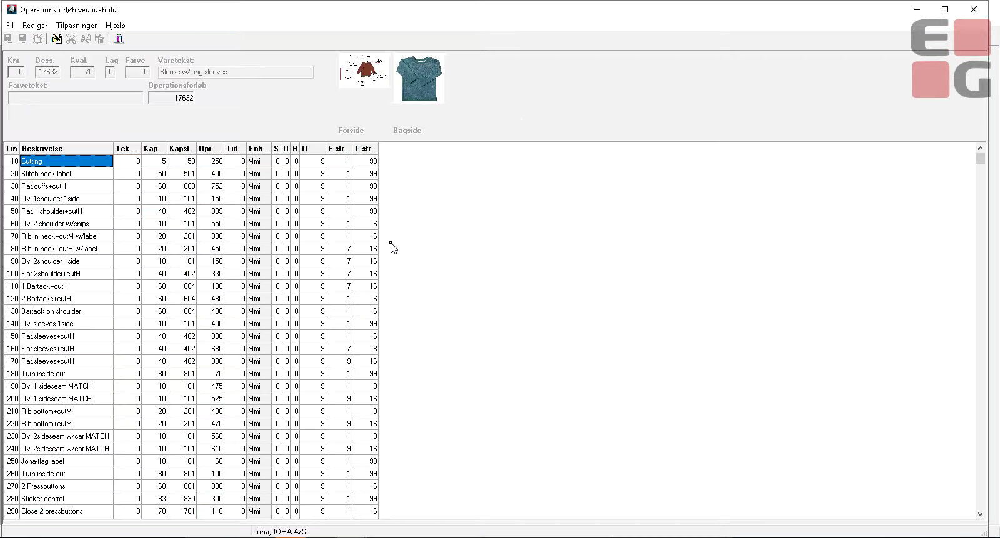 Operationsforløb vedligehold
Fil Rediger Tilpasninger Hjælp
EG
Knr Dess. Kval. Lag Farve Varetekst:
0 17632 70 0 0 Blouse w/long sleeves
Farvetekst: Operationsforløb
17632
Forside Bagside
Lin Beskrivelse Tek... Kap... Kapst. Opr.... Tid... Enh... S O R U F.str. T.str.
10 Cutting 0 5 50 250 0 Mmi 0 0 0 9 1 99
20 Stitch neck label 0 50 501 400 0 Mmi 0 0 0 9 1 99
30 Flat.cuffs+cutH 0 60 609 752 0 Mmi 0 0 0 9 1 99
40 Ovl.1shoulder 1side 0 10 101 150 0 Mmi 0 0 0 9 1 99
50 Flat.1 shoulder+cutH 0 40 402 309 0 Mmi 0 0 0 9 1 99
60 Ovl.2 shoulder w/snips 0 10 101 550 0 Mmi 0 0 0 9 1 6
70 Rib.in neck+cutM w/label 0 20 201 390 0 Mmi 0 0 0 9 1 6
80 Rib.in neck+cutH w/label 0 20 201 450 0 Mmi 0 0 0 9 7 16
90 Ovl.2shoulder 1side 0 10 101 150 0 Mmi 0 0 0 9 7 16
100 Flat.2shoulder+cutH 0 40 402 330 0 Mmi 0 0 0 9 7 16
110 1 Bartack+cutH 0 60 604 180 0 Mmi 0 0 0 9 7 16
120 2 Bartacks+cutH 0 60 604 480 0 Mmi 0 0 0 9 1 6
130 Bartack on shoulder 0 60 604 400 0 Mmi 0 0 0 9 1 6
140 Ovl.sleeves 1side 0 10 101 400 0 Mmi 0 0 0 9 1 99
150 Flat.sleeves+cutH 0 40 402 800 0 Mmi 0 0 0 9 1 6
160 Flat.sleeves+cutH 0 40 402 680 0 Mmi 0 0 0 9 7 8
170 Flat.sleeves+cutH 0 40 402 800 0 Mmi 0 0 0 9 9 16
180 Turn inside out 0 80 801 70 0 Mmi 0 0 0 9 1 99
190 Ovl.1 sideseam MATCH 0 10 101 475 0 Mmi 0 0 0 9 1 8
200 Ovl.1 sideseam MATCH 0 10 101 525 0 Mmi 0 0 0 9 9 16
210 Rib.bottom+cutM 0 20 201 430 0 Mmi 0 0 0 9 1 8
220 Rib.bottom+cutM 0 20 201 470 0 Mmi 0 0 0 9 9 16
230 Ovl.2sideseam w/car MATCH 0 10 101 560 0 Mmi 0 0 0 9 1 8
240 Ovl.2sideseam w/car MATCH 0 10 101 610 0 Mmi 0 0 0 9 9 16
250 Joha-flag label 0 10 101 60 0 Mmi 0 0 0 9 1 99
260 Turn inside out 0 80 801 100 0 Mmi 0 0 0 9 1 99
270 2 Pressbuttons 0 60 601 300 0 Mmi 0 0 0 9 1 6
280 Sticker-control 0 83 830 300 0 Mmi 0 0 0 9 1 99
290 Close 2 pressbuttons 0 70 701 116 0 Mmi 0 0 0 9 1 6
Joha, JOHA A/S